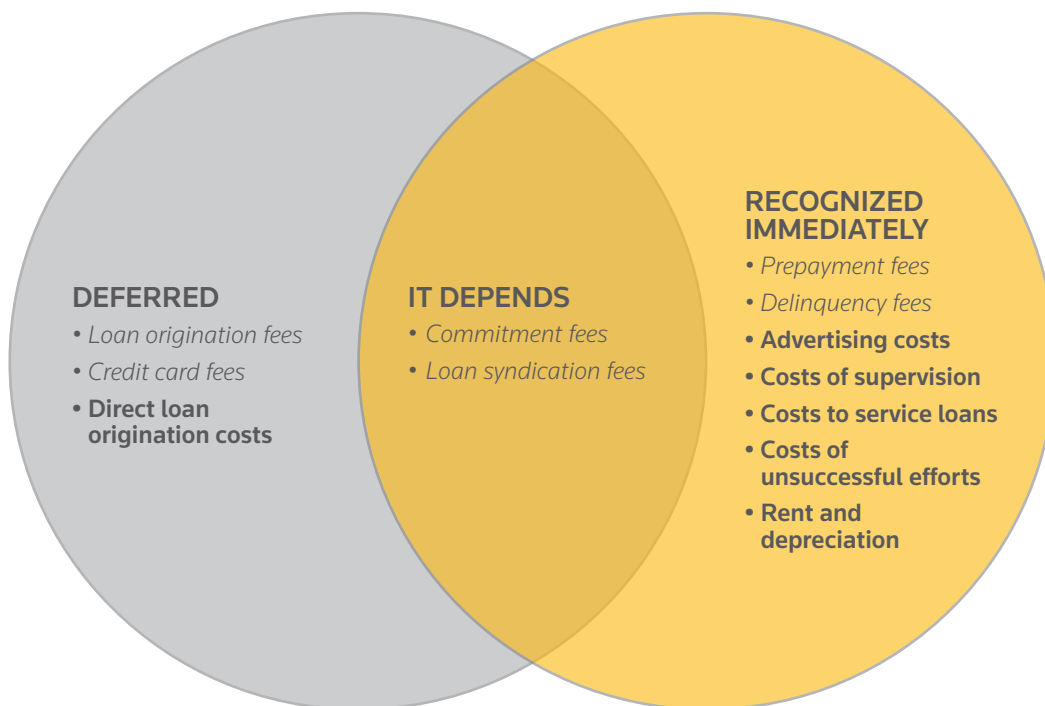 DEFERRED
• Loan origination fees
• Credit card fees
• Direct loan
origination costs
IT DEPENDS
• Commitment fees
• Loan syndication fees
RECOGNIZED
IMMEDIATELY
• Prepayment fees
• Delinquency fees
• Advertising costs
• Costs of supervision
• Costs to service loans
• Costs of
unsuccessful efforts
• Rent and
depreciation